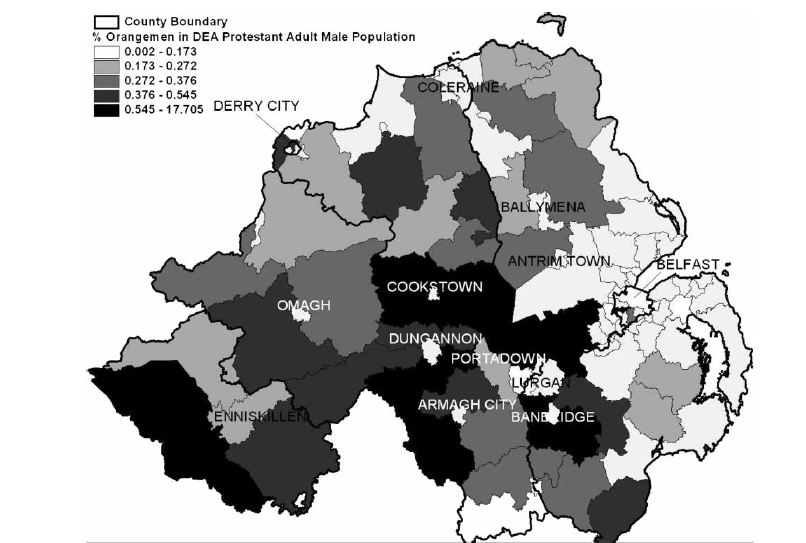 County Boundary
% Orangemen in DEA Protestant Adult Male Population
0.002 - 0.173
0.173 - 0.272
0.272 - 0.376
0.376 - 0.545
0.545 - 17.705
DERRY CITY
COLERAINE
BALLYMENA
ANTRIM TOWN
BELFAST
COOKSTOWN
OMAGH
DUNGANNON
PORTADOWN
LURGAN
ARMAGH CITY
BANBRIDGE
ENNISKILLEN